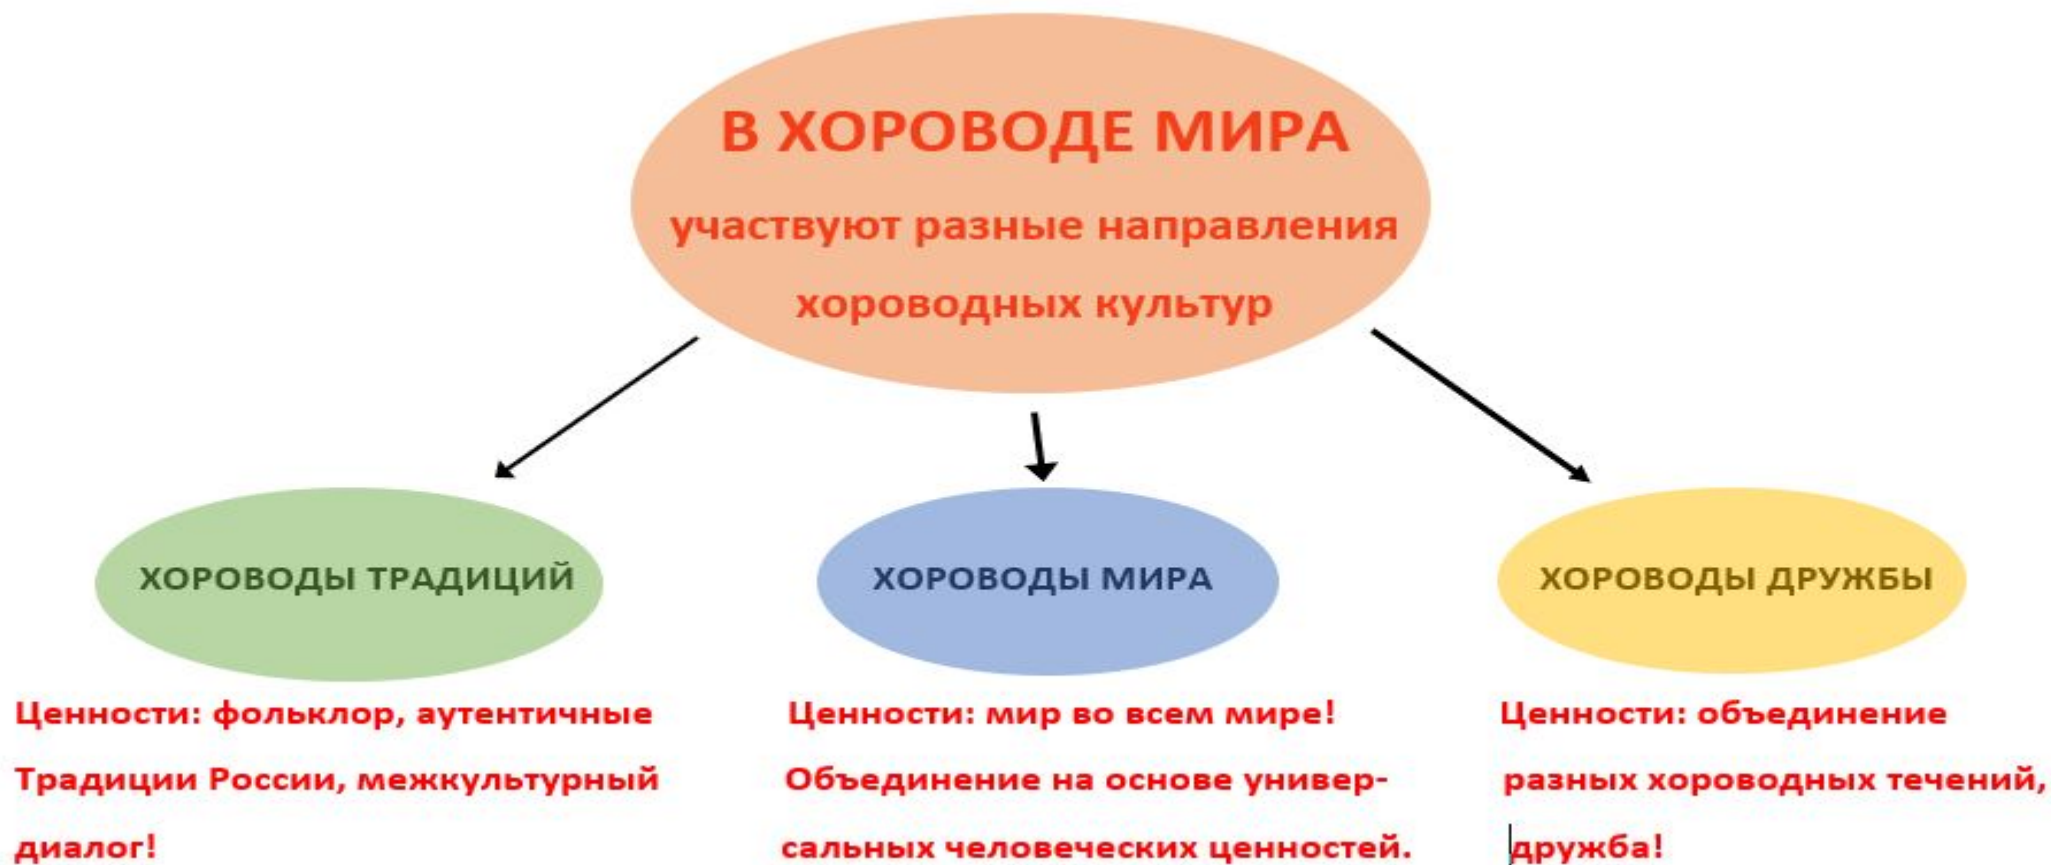 В ХОРОВОДЕ МИРА
участвуют разные направления
хороводных культур
ХОРОВОДЫ ТРАДИЦИЙ
Ценности: фольклор, аутентичные
Традиции России, межкультурный
диалог!
ХОРОВОДЫ МИРА
Ценности: мир во всем мире!
Объединение на основе универ-
сальных человеческих ценностей.
ХОРОВОДЫ ДРУЖБЫ
Ценности: объединение
разных хороводных течений,
дружба!